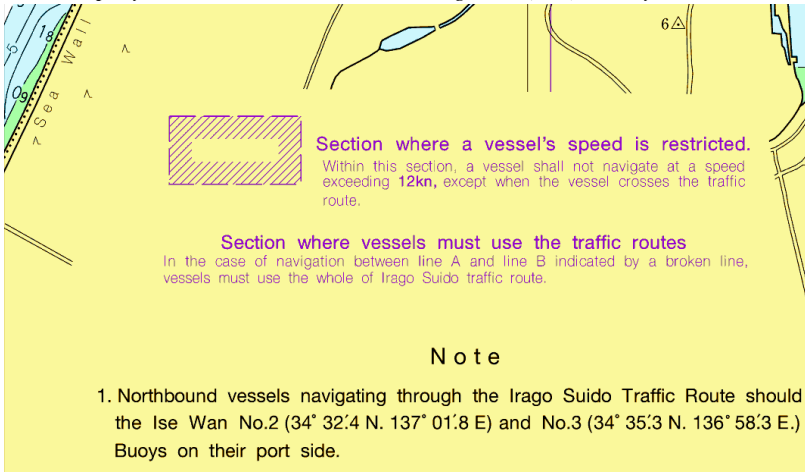 18
5
09
Sea Wall
6
Section where a vessel's speed is restricted.
Within this section, a vessel shall not navigate at a speed
exceeding 12kn, except when the vessel crosses the traffic
route.
Section where vessels must use the traffic routes
In the case of navigation between line A and line B indicated by a broken line,
vessels must use the whole of Irago Suido traffic route.
Note
1. Northbound vessels navigating through the Irago Suido Traffic Route should
the Ise Wan No.2 (34° 32′.4 N. 137° 01′.8 E) and No.3 (34° 35′.3 N. 136° 58′.3 E.)
Buoys on their port side.